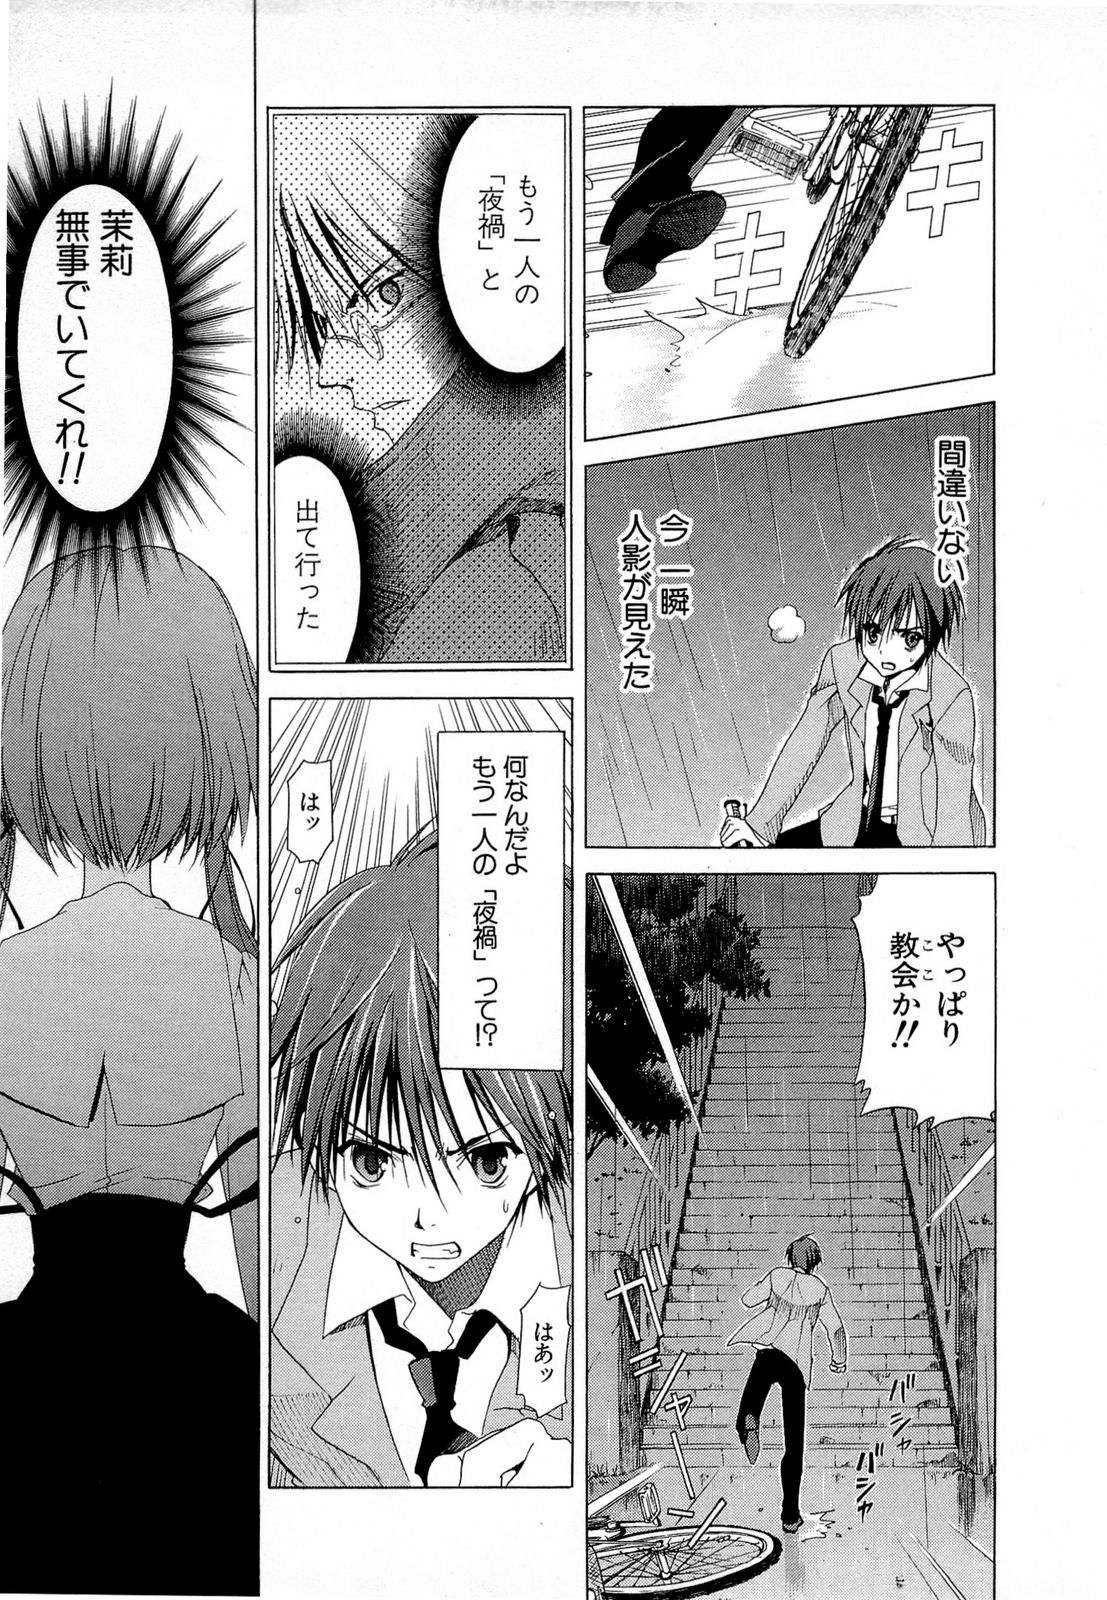 キキ
間違いない
今 一瞬
人影が見えた
やっぱり
教会か!!
ここ
ガシャーン
バシャ
バシャ
もう一人の
「夜禍」と
出て行った
何なんだよ
もう一人の「夜禍」って!?
はッ
はあッ
茉莉
無事でいてくれ!!